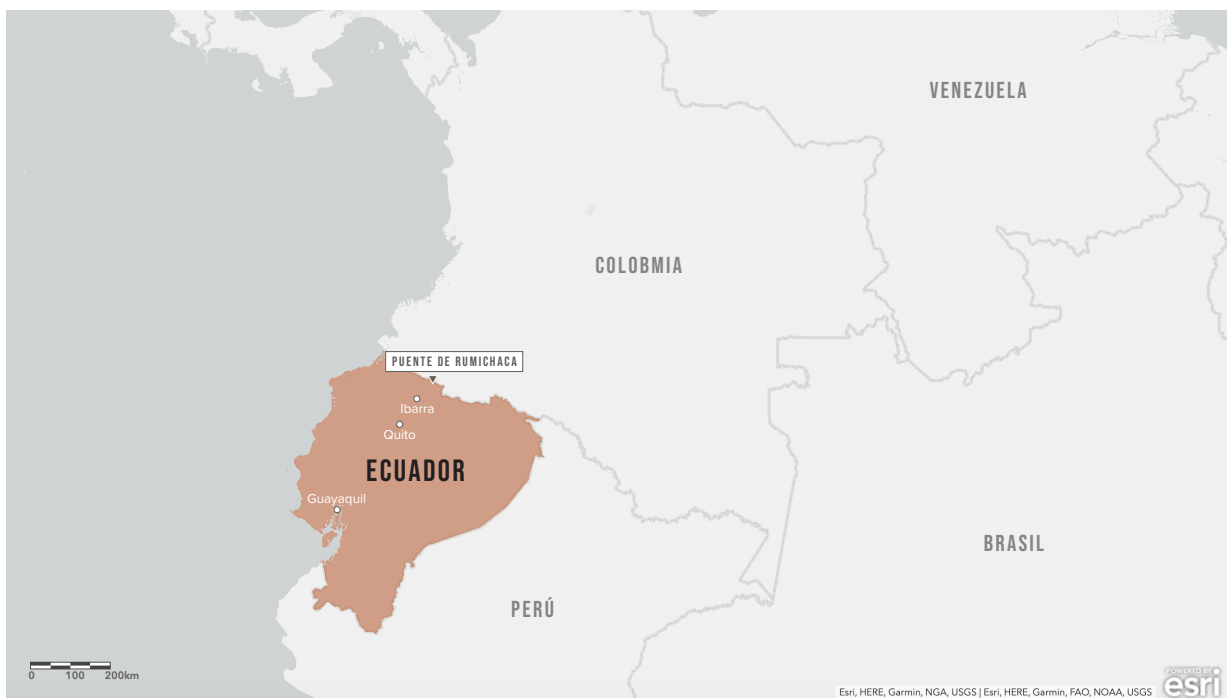 VENEZUELA
COLOBMIA
PUENTE DE RUMICHACA
Ibarra
Quito
ECUADOR
Guayaquil
BRASIL
PERÚ
0 100 200km
POWERED BY
esri
Esri, HERE, Garmin, NGA, USGS | Esri, HERE, Garmin, FAO, NOAA, USGS